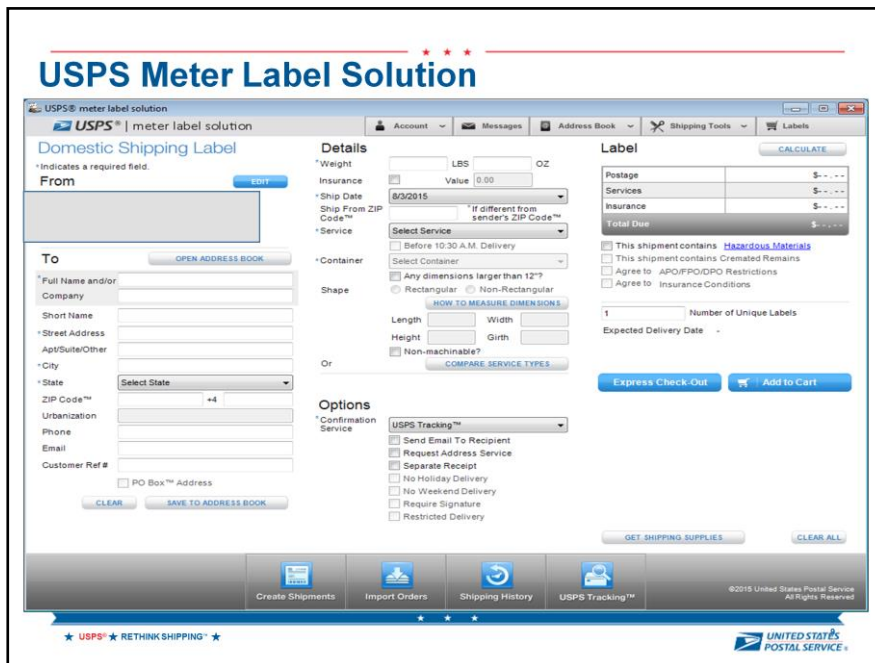 USPS Meter Label Solution
USPS® meter label solution
USPS® | meter label solution
Account
Messages
Address Book
Shipping Tools
Labels
Domestic Shipping Label
*Indicates a required field.
From
EDIT
To
OPEN ADDRESS BOOK
*Full Name and/or
Company
Short Name
*Street Address
Apt/Suite/Other
*City
*State Select State
ZIP Code™ +4
Urbanization
Phone
Email
Customer Ref #
PO Box™ Address
CLEAR SAVE TO ADDRESS BOOK
Details
*Weight LBS OZ
Insurance Value 0.00
*Ship Date 8/3/2015
Ship From ZIP Code™ *If different from sender's ZIP Code™
*Service Select Service
Before 10:30 A.M. Delivery
*Container Select Container
Any dimensions larger than 12"?
Shape Rectangular Non-Rectangular
HOW TO MEASURE DIMENSIONS
Length Width
Height Girth
Non-machinable?
Or COMPARE SERVICE TYPES
Options
*Confirmation Service USPS Tracking™
Send Email To Recipient
Request Address Service
Separate Receipt
No Holiday Delivery
No Weekend Delivery
Require Signature
Restricted Delivery
Label
CALCULATE
Postage $--.--
Services $--.--
Insurance $--.--
Total Due $--.--
This shipment contains Hazardous Materials
This shipment contains Cremated Remains
Agree to APO/FPO/DPO Restrictions
Agree to Insurance Conditions
1 Number of Unique Labels
Expected Delivery Date -
Express Check-Out Add to Cart
GET SHIPPING SUPPLIES CLEAR ALL
Create Shipments
Import Orders
Shipping History
USPS Tracking™
©2015 United States Postal Service
All Rights Reserved
USPS® RETHINK SHIPPING™
UNITED STATES
POSTAL SERVICE®